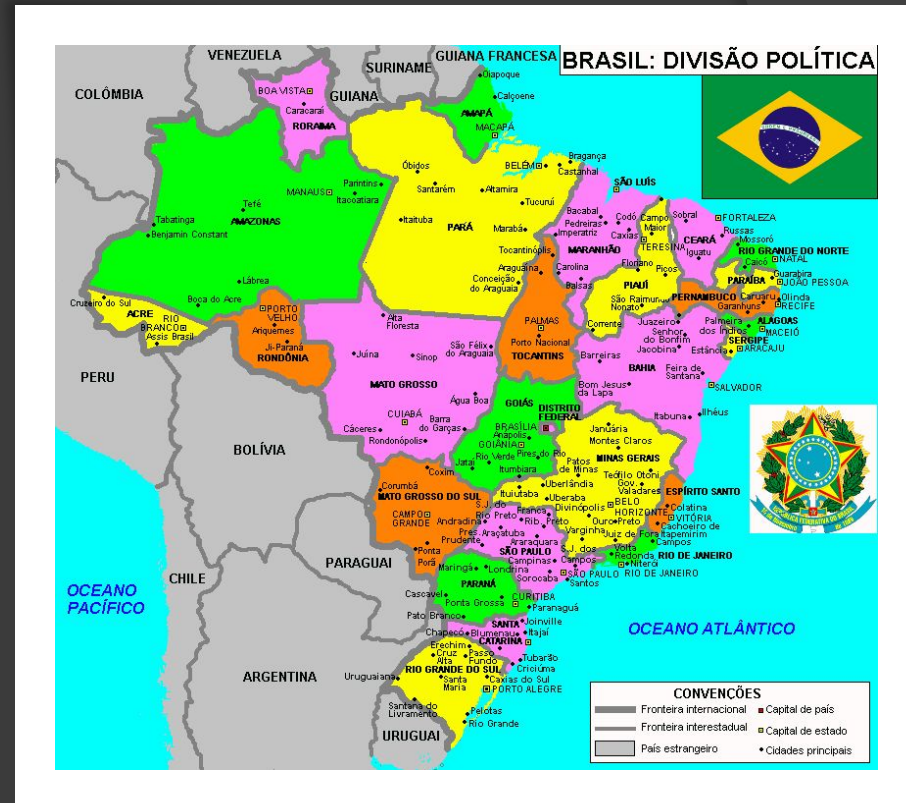 BRASIL: DIVISÃO POLÍTICA
VENEZUELA
GUIANA FRANCESA
SURINAME
COLÔMBIA
GUIANA
BOA VISTA
Caracaraí
RORAIMA
Oiapoque
Calçoene
AMAPÁ
MACAPÁ
Óbidos
BELÉM
Bragança
Castanhal
SÃO LUÍS
Parintins
MANAUS
Itacoatiara
Santarém
Altamira
Tucuruí
Tefé
AMAZONAS
Tabatinga
Benjamin Constant
Itaituba
PARÁ
Marabá
Bacabal
Pedreiras
Imperatriz
Codó
Caxias
MARANHÃO
Campo
Maior
TERESINA
Sobral
FORTALEZA
CEARÁ
Russas
Iguatu
Mossoró
RIO GRANDE DO NORTE
Caicó
NATAL
Tocantinóplis
Araguaína
Carolina
Balsas
Conceição
do Araguaia
Floriano
Picos
PIAUÍ
São Raimundo
Nonato
Corrente
PARAÍBA
Guarabira
JOÃO PESSOA
PERNAMBUCO
Caruaru
Olinda
Garanhuns
RECIFE
Lábrea
Boca do Acre
Cruzeiro do Sul
ACRE
RIO
BRANCO
Assis Brasil
PORTO
VELHO
Ariquemes
Ji-Paraná
RONDÔNIA
Alta
Floresta
Juína
Sinop
São Félix
do Araguaia
MATO GROSSO
Água Boa
CUIABÁ
Barra
do Garças
Cáceres
Rondonópolis
PALMAS
Porto Nacional
TOCANTINS
Juazeiro
Senhor
do Bonfim
Jacobina
Barreiras
BAHIA
Feira de
Santana
Bom Jesus
da Lapa
SALVADOR
Itabuna
Ilhéus
Palmeira
dos Índios
ALAGOAS
MACEIÓ
SERGIPE
Estância
ARACAJU
PERU
BOLÍVIA
GOIÁS
DISTRITO
FEDERAL
BRASÍLIA
Anápolis
GOIÂNIA
Rio Verde
Pires do Rio
Jataí
Itumbiara
Januária
Montes Claros
MINAS GERAIS
Patos
de Minas
Teófilo Otoni
Gov.
Valadares
Uberlândia
Ituiutaba
Uberaba
BELO
HORIZONTE
Divinópolis
Ouro Preto
Varginha
Juiz de Fora
ESPÍRITO SANTO
Colatina
VITÓRIA
Cachoeiro de
Itapemirim
Campos
Coxim
Corumbá
MATO GROSSO DO SUL
CAMPO
GRANDE
Ponta
Porã
S.J. do
Rio Preto
Franca
Rib. Preto
Andradina
Araçatuba
Pres.
Prudente
Araraquara
SÃO PAULO
Campinas
S.J. dos
Campos
Sorocaba
SÃO PAULO
Santos
Volta
Redonda
RIO DE JANEIRO
Niterói
RIO DE JANEIRO
PARAGUAI
CHILE
Maringá
Londrina
PARANÁ
Cascavel
Ponta Grossa
CURITIBA
Paranaguá
Pato Branco
SANTA
CATARINA
Joinville
Chapecó
Blumenau
Itajaí
Tubarão
Criciúma
Erechim
Cruz
Alta
Passo
Fundo
RIO GRANDE DO SUL
Uruguaiana
Santa
Maria
Caxias do Sul
PORTO ALEGRE
Santana do
Livramento
Pelotas
Rio Grande
ARGENTINA
URUGUAI
OCEANO
PACÍFICO
OCEANO ATLÂNTICO
CONVENÇÕES
Fronteira internacional
Capital de país
Fronteira interestadual
Capital de estado
País estrangeiro
Cidades principais